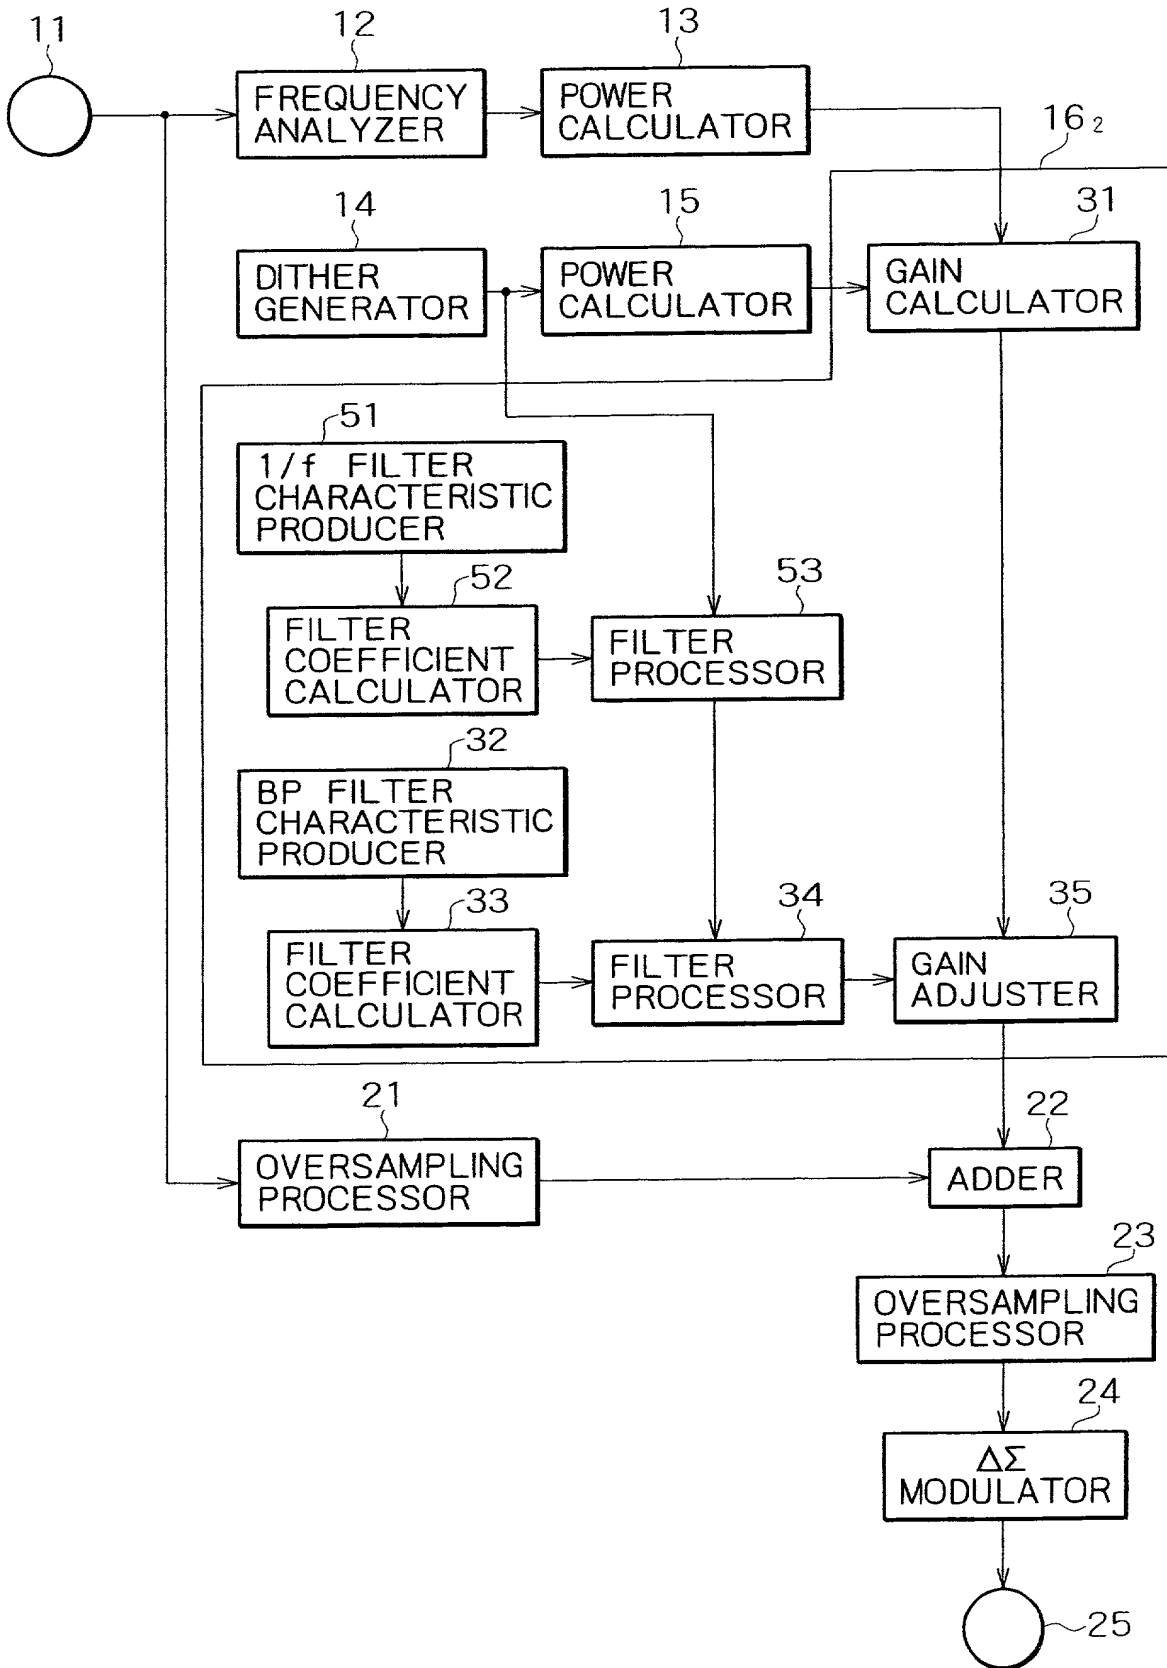 11
12
13
FREQUENCY
ANALYZER
POWER
CALCULATOR
16 2
14
15
31
DITHER
GENERATOR
POWER
CALCULATOR
GAIN
CALCULATOR
51
1/f FILTER
CHARACTERISTIC
PRODUCER
52
53
FILTER
COEFFICIENT
CALCULATOR
FILTER
PROCESSOR
32
BP FILTER
CHARACTERISTIC
PRODUCER
33
34
35
FILTER
COEFFICIENT
CALCULATOR
FILTER
PROCESSOR
GAIN
ADJUSTER
21
22
OVERSAMPLING
PROCESSOR
ADDER
23
OVERSAMPLING
PROCESSOR
24
ΔΣ
MODULATOR
25